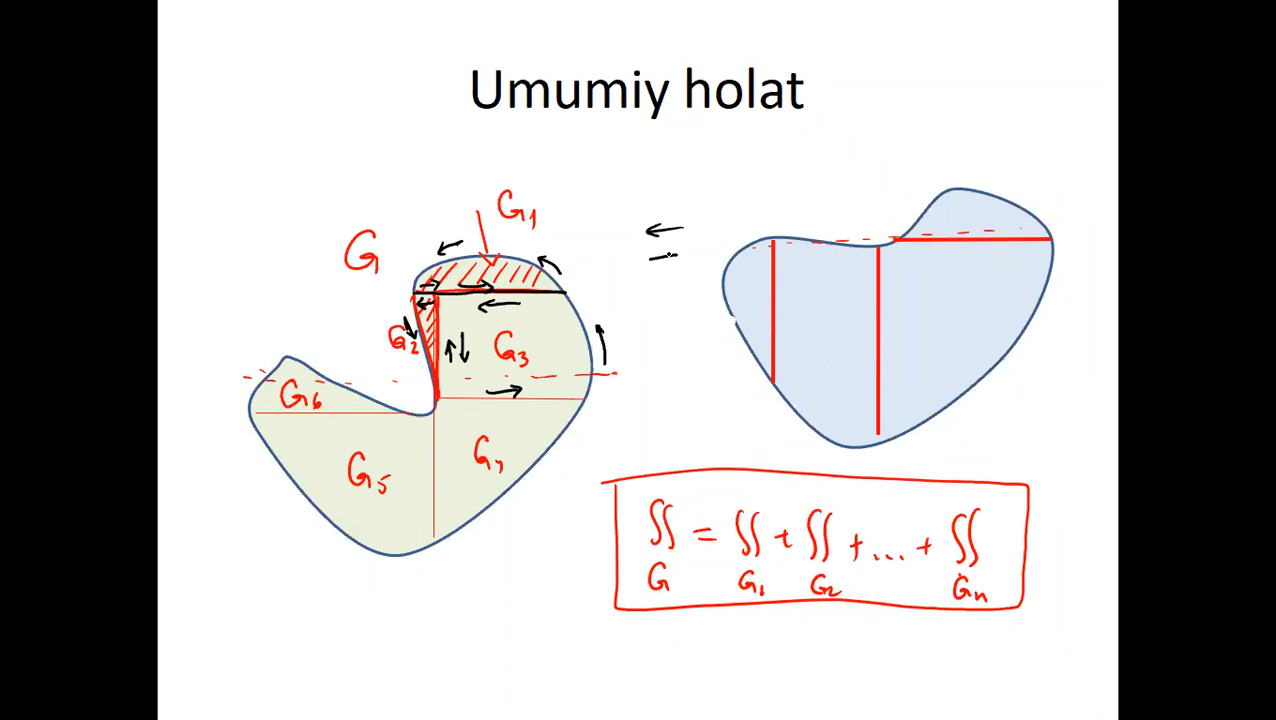 Umumiy holat
G
G1
G2
G3
G6
G5
G4
∬G = ∬G1 + ∬G2 + ... + ∬Gn